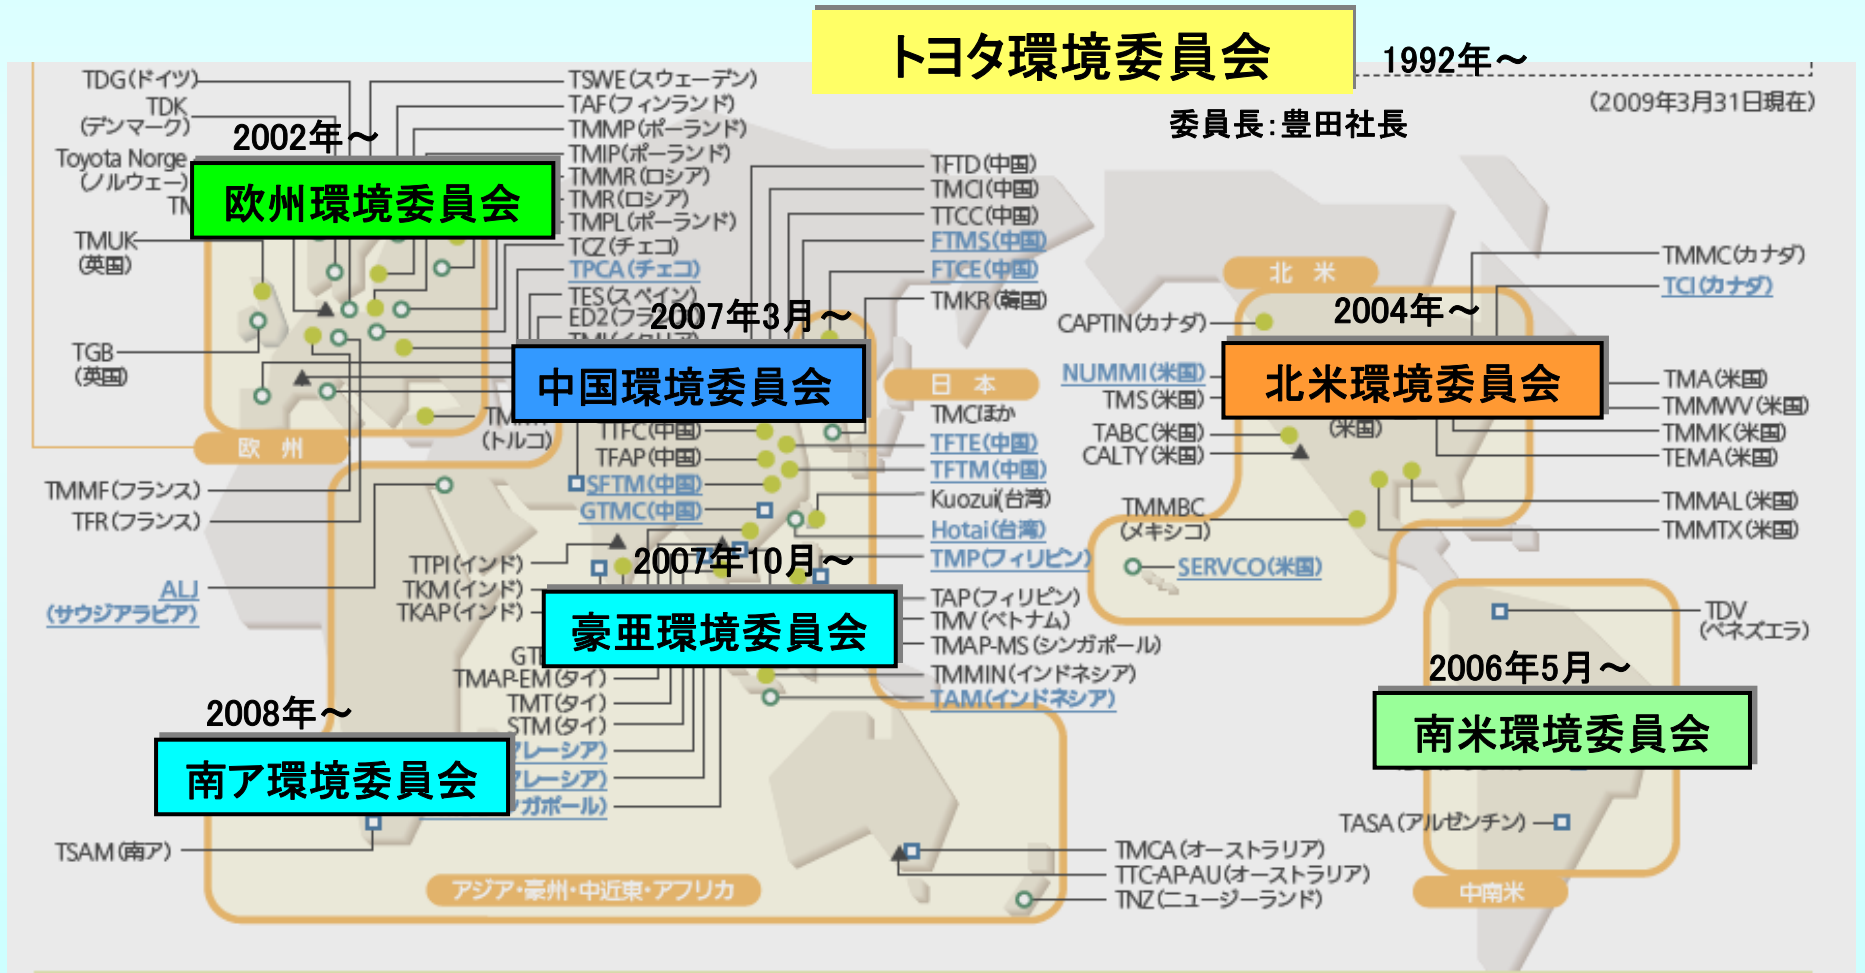 トヨタ環境委員会
1992年～
(2009年3月31日現在)
委員長:豊田社長
TDG(ドイツ)
TDK
(デンマーク)
Toyota Norge
(ノルウェー)
TMUK
(英国)
TGB
(英国)
2002年～
欧州環境委員会
TSWE(スウェーデン)
TAF(フィンランド)
TMMP(ポーランド)
TMIP(ポーランド)
TMMR(ロシア)
TMR(ロシア)
TMPL(ポーランド)
TCZ(チェコ)
TPCA(チェコ)
TES(スペイン)
2007年3月～
中国環境委員会
(トルコ)
欧 州
TMMF(フランス)
TFR(フランス)
ALJ
(サウジアラビア)
TFTD(中国)
TMCI(中国)
TTCC(中国)
FTMS(中国)
FTCE(中国)
TMKR(韓国)
日 本
TMCほか
TFTE(中国)
TFTM(中国)
Kuozui(台湾)
Hotai(台湾)
TMP(フィリピン)
TAP(フィリピン)
TMV(ベトナム)
TMAP-MS(シンガポール)
TMMIN(インドネシア)
TAM(インドネシア)
TTFC(中国)
TFAP(中国)
SFTM(中国)
GTMC(中国)
TTPI(インド)
TKM(インド)
TKAP(インド)
2007年10月～
豪亜環境委員会
TMAP-EM(タイ)
TMT(タイ)
STM(タイ)
2008年～
南ア環境委員会
TSAM(南ア)
アジア・豪州・中近東・アフリカ
TMCA(オーストラリア)
TTC-AP-AU(オーストラリア)
TNZ(ニュージーランド)
北 米
2004年～
北米環境委員会
CAPTIN(カナダ)
NUMMI(米国)
TMS(米国)
TABC(米国)
CALTY(米国)
TMMBC
(メキシコ)
SERVCO(米国)
TMMC(カナダ)
TCI(カナダ)
(米国)
TMA(米国)
TMMWV(米国)
TMMK(米国)
TEMA(米国)
TMMAL(米国)
TMMTX(米国)
TDV
(ベネズエラ)
2006年5月～
南米環境委員会
TASA(アルゼンチン)
中南米